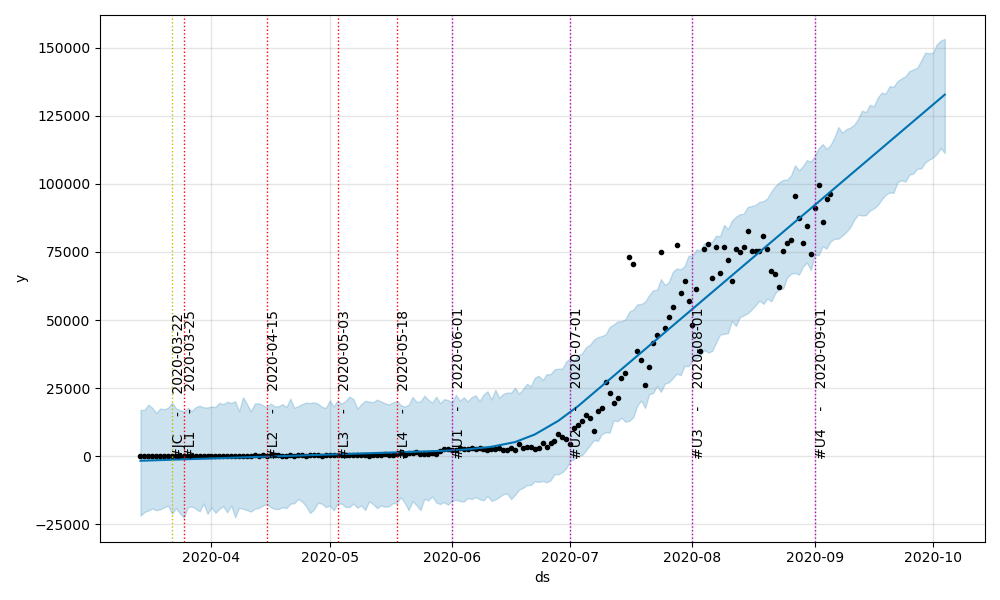 150000
125000
100000
75000
50000
25000
0
−25000
y
#JC - 2020-03-22
#L1 - 2020-03-25
#L2 - 2020-04-15
#L3 - 2020-05-03
#L4 - 2020-05-18
#U1 - 2020-06-01
#U2 - 2020-07-01
#U3 - 2020-08-01
#U4 - 2020-09-01
2020-04 2020-05 2020-06 2020-07 2020-08 2020-09 2020-10
ds